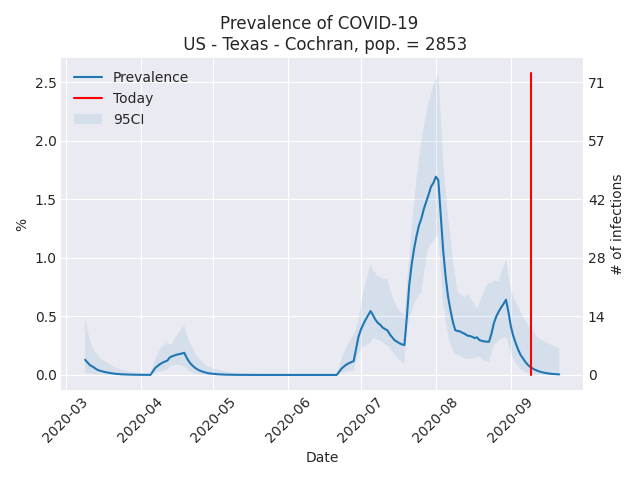 Prevalence of COVID-19
US - Texas - Cochran, pop. = 2853
Prevalence
Today
95CI
2.5
2.0
1.5
1.0
0.5
0.0
%
71
57
42
28
14
0
# of infections
2020-03
2020-04
2020-05
2020-06
2020-07
2020-08
2020-09
Date